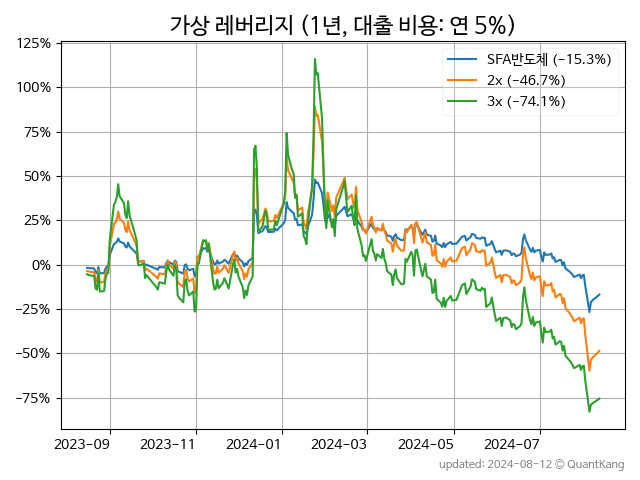 가상 레버리지 (1년, 대출 비용: 연 5%)
SFA반도체 (−15.3%)
2x (−46.7%)
3x (−74.1%)
125%
100%
75%
50%
25%
0%
−25%
−50%
−75%
2023-09 2023-11 2024-01 2024-03 2024-05 2024-07
updated: 2024-08-12 © QuantKang